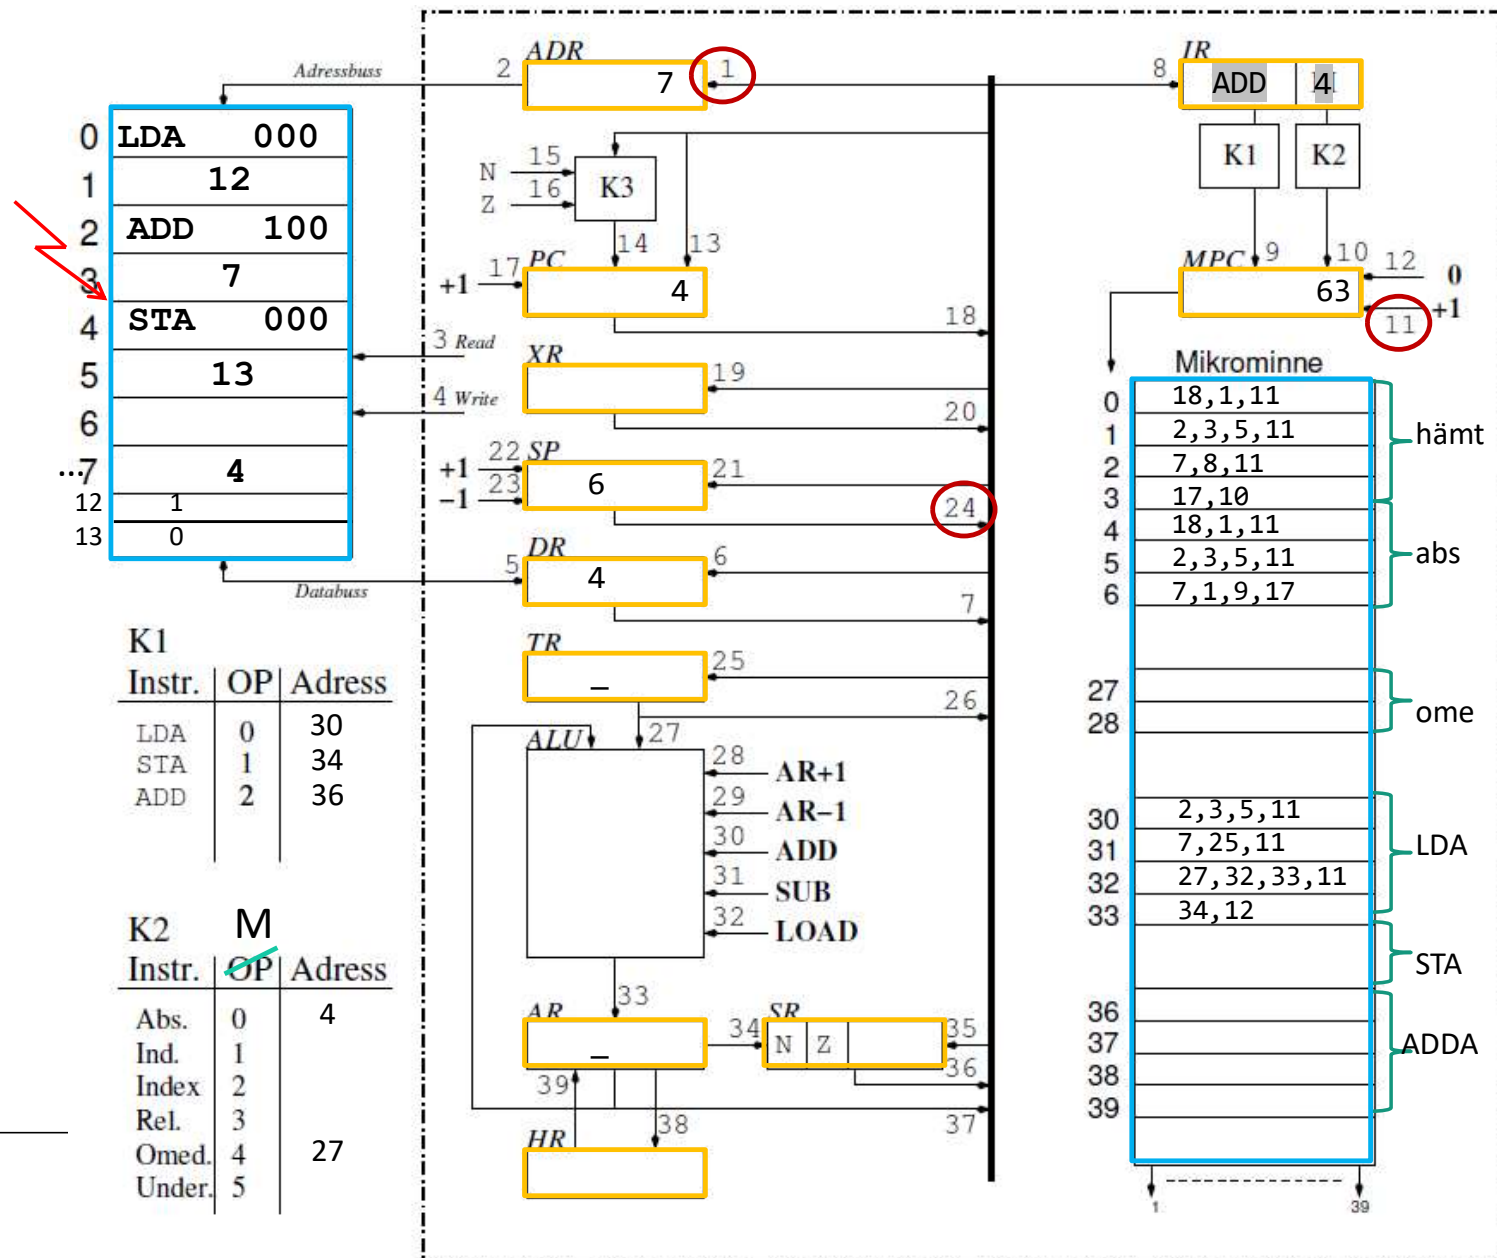 Adressbuss
0 LDA 000
1 12
2 ADD 100
3 7
4 STA 000
5 13
6
...7 4
12 1
13 0
Databuss
K1
Instr. OP Adress
LDA 0 30
STA 1 34
ADD 2 36
K2 M
Instr. OP Adress
Abs. 0 4
Ind. 1
Index 2
Rel. 3
Omed. 4 27
Under. 5
ADR
2 7 1
N 15
Z 16
K3
14 13
PC
+1 17 4
18
3 Read
4 Write
XR
19
20
SP
+1 22 6 21
-1 23
24
DR
5 4 6
7
TR
– 25
26
27
ALU
28 AR+1
29 AR−1
30 ADD
31 SUB
32 LOAD
33
AR
– 34
SR
N Z 35
36
37
39 38
HR
IR
8 ADD 4
K1 K2
9 10
MPC
63
12 0
11 +1
Mikrominne
0 18,1,11
1 2,3,5,11
2 7,8,11
3 17,10
hämt
4 18,1,11
5 2,3,5,11
6 7,1,9,17
abs
27
28
ome
30 2,3,5,11
31 7,25,11
32 27,32,33,11
33 34,12
LDA
STA
36
37
38
39
ADDA
1 39